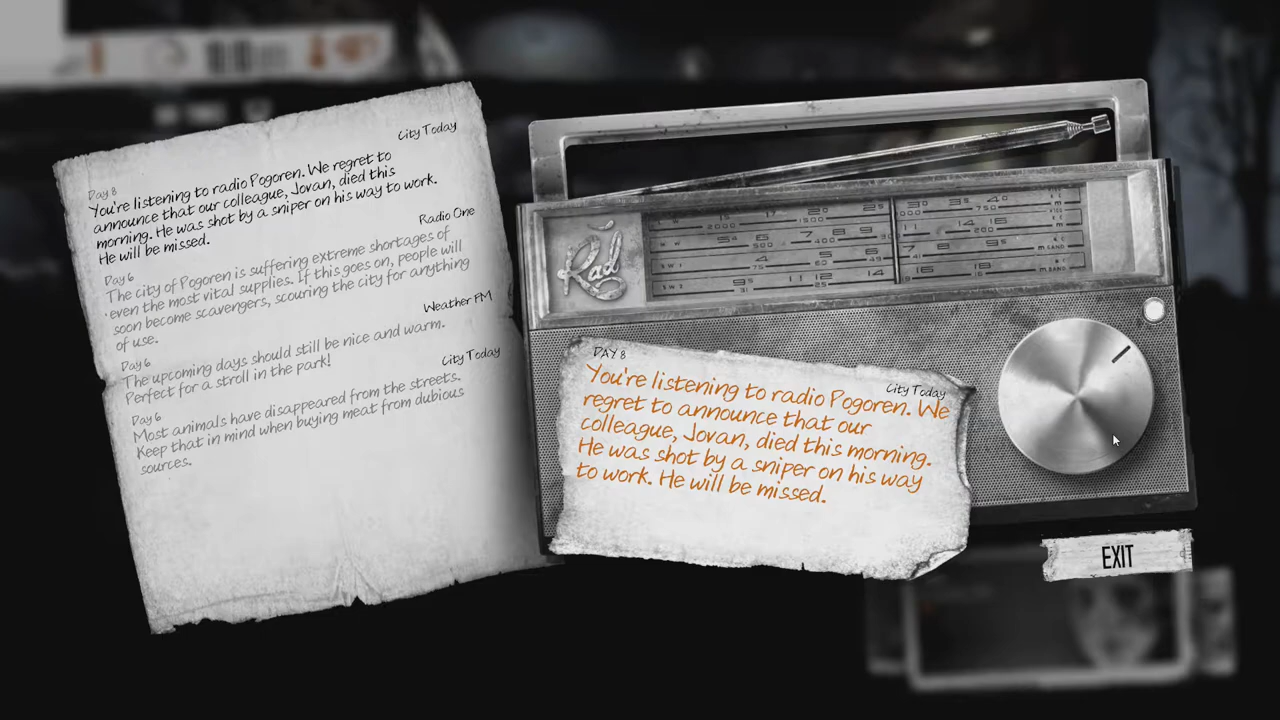 City Today
Day 8
You're listening to radio Pogoren. We regret to
announce that our colleague, Jovan, died this
morning. He was shot by a sniper on his way to work.
He will be missed.
Radio One
Day 6
The city of Pogoren is suffering extreme shortages of
even the most vital supplies. If this goes on, people will
soon become scavengers, scouring the city for anything
of use.
Weather FM
Day 6
The upcoming days should still be nice and warm.
Perfect for a stroll in the park!
City Today
Day 6
Most animals have disappeared from the streets.
Keep that in mind when buying meat from dubious
sources.
Rad
DAY 8
City Today
You're listening to radio Pogoren. We
regret to announce that our
colleague, Jovan, died this morning.
He was shot by a sniper on his way
to work. He will be missed.
EXIT